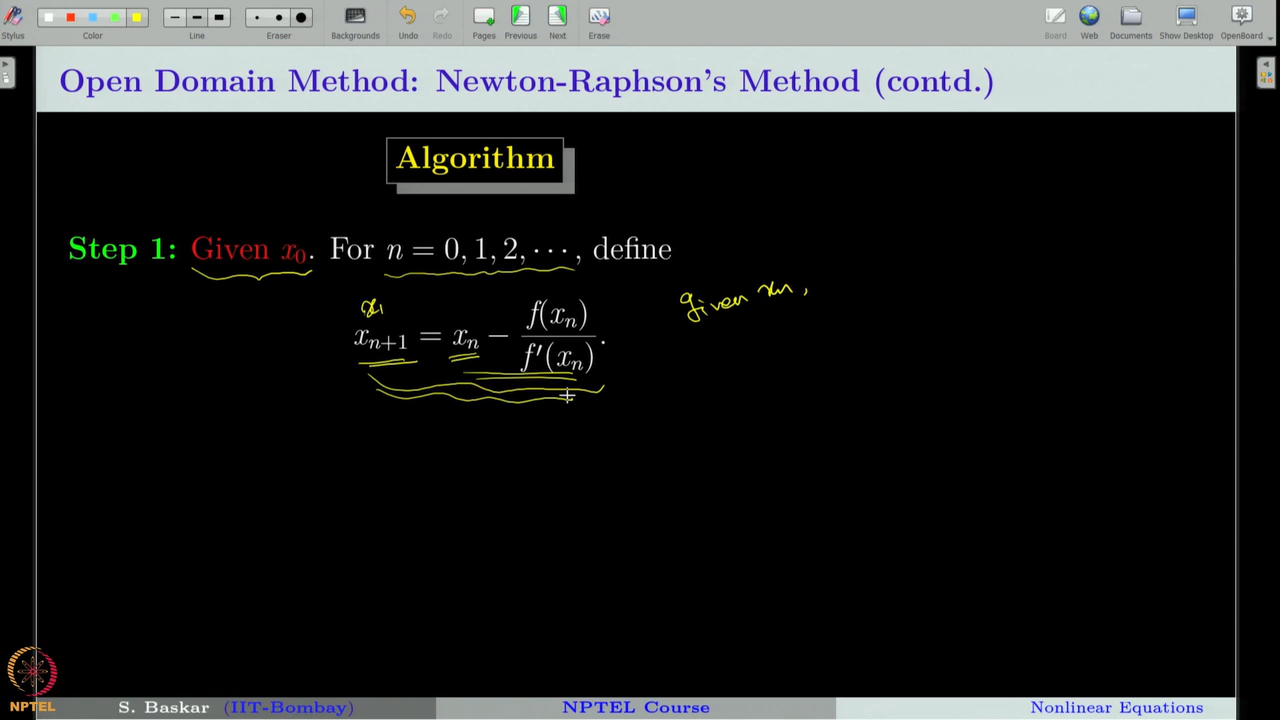 Stylus Color Line Eraser Backgrounds Undo Redo Pages Previous Next Erase Board Web Documents Show Desktop OpenBoard
Open Domain Method: Newton-Raphson's Method (contd.)
Algorithm
Step 1: Given x₀. For n = 0, 1, 2, ⋯, define
x₁
given xₙ,
xₙ₊₁ = xₙ − f(xₙ) / f′(xₙ).
NPTEL
S. Baskar (IIT-Bombay) NPTEL Course Nonlinear Equations